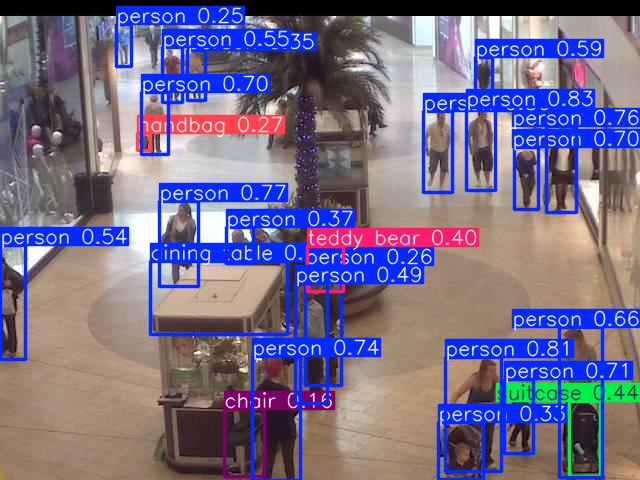 person 0.25
person 0.55
35
person 0.59
person 0.70
person 0.83
person 0.76
handbag 0.27
person 0.70
person 0.77
person 0.37
person 0.54
teddy bear 0.40
dining table 0.
person 0.26
person 0.49
person 0.66
person 0.74
person 0.81
person 0.71
suitcase 0.44
chair 0.16
person 0.33